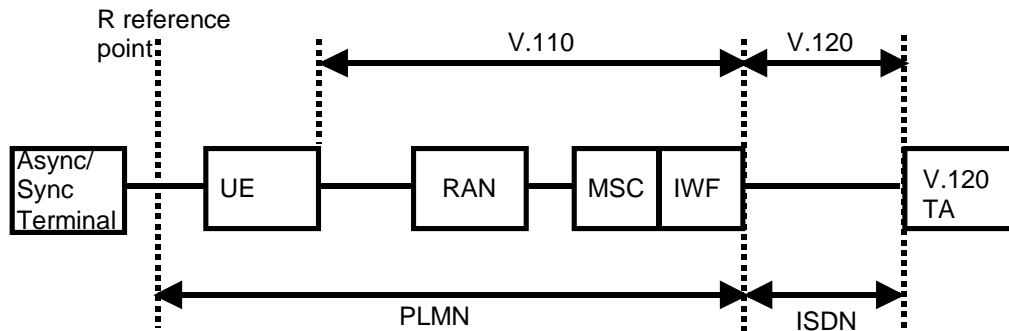 R reference
point
V.110
V.120
Async/
Sync
Terminal
UE
RAN
MSC
IWF
V.120
TA
PLMN
ISDN